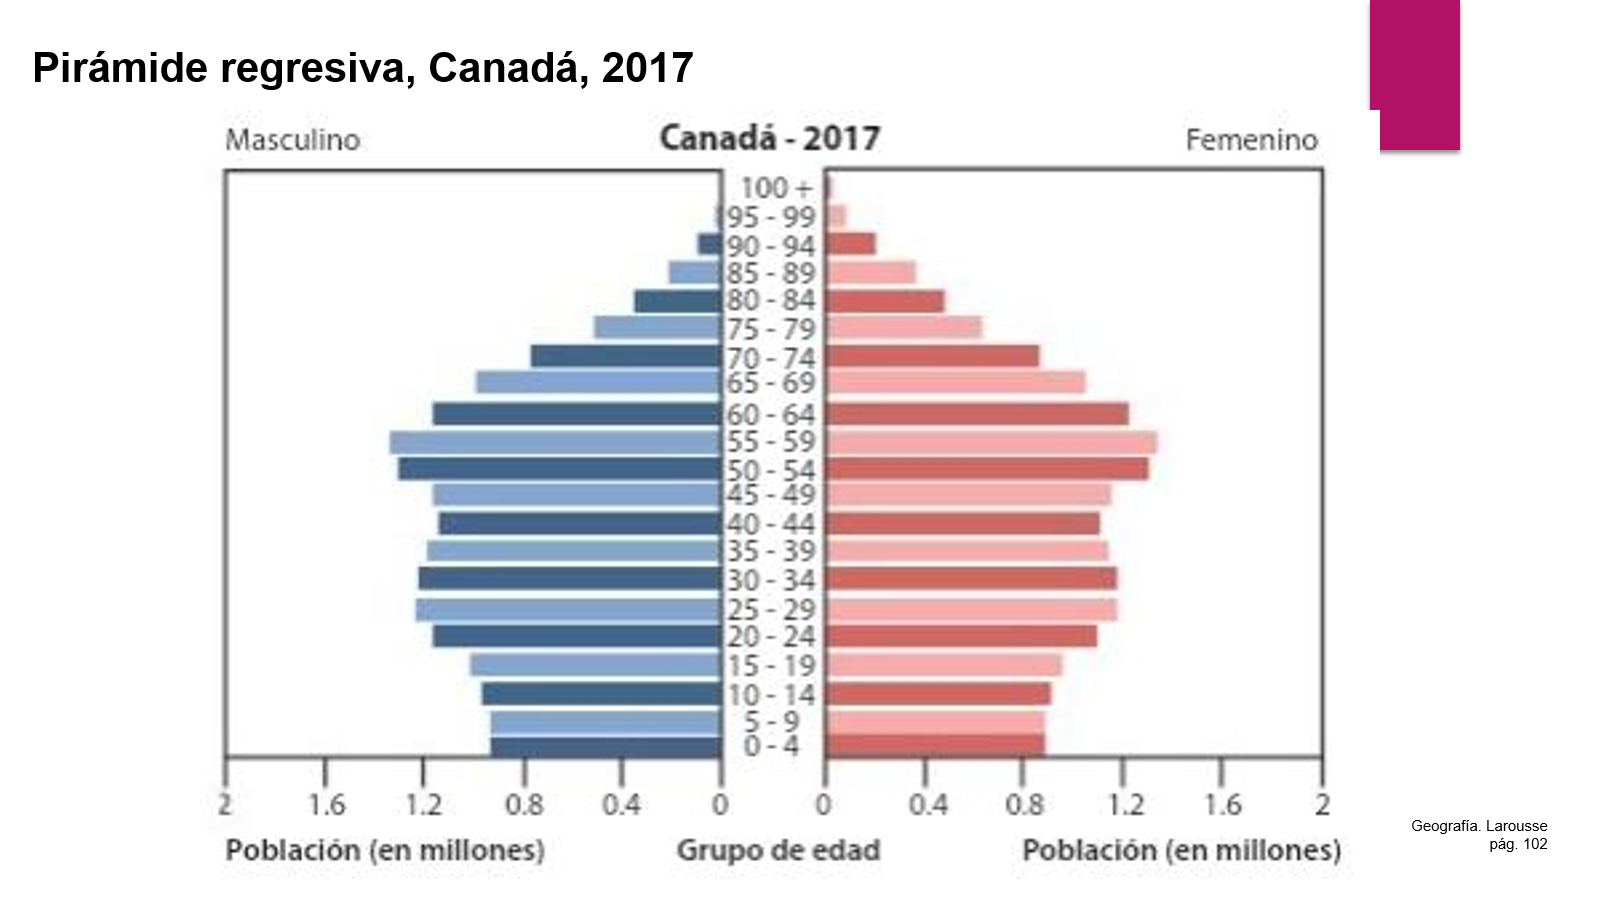 Pirámide regresiva, Canadá, 2017
Masculino
Canadá - 2017
Femenino
100 +
95 - 99
90 - 94
85 - 89
80 - 84
75 - 79
70 - 74
65 - 69
60 - 64
55 - 59
50 - 54
45 - 49
40 - 44
35 - 39
30 - 34
25 - 29
20 - 24
15 - 19
10 - 14
5 - 9
0 - 4
2 1.6 1.2 0.8 0.4 0 0 0.4 0.8 1.2 1.6 2
Población (en millones)
Grupo de edad
Población (en millones)
Geografía. Larousse
pág. 102